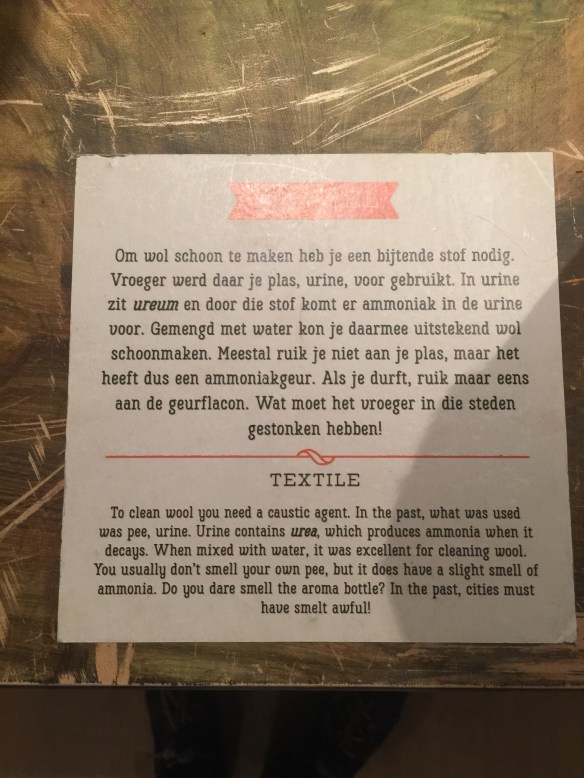 Om wol schoon te maken heb je een bijtende stof nodig.
Vroeger werd daar je plas, urine, voor gebruikt. In urine
zit ureum en door die stof komt er ammoniak in de urine
voor. Gemengd met water kon je daarmee uitstekend wol
schoonmaken. Meestal ruik je niet aan je plas, maar het
heeft dus een ammoniakgeur. Als je durft, ruik maar eens
aan de geurflacon. Wat moet het vroeger in die steden
gestonken hebben!
TEXTILE
To clean wool you need a caustic agent. In the past, what was used
was pee, urine. Urine contains urea, which produces ammonia when it
decays. When mixed with water, it was excellent for cleaning wool.
You usually don't smell your own pee, but it does have a slight smell of
ammonia. Do you dare smell the aroma bottle? In the past, cities must
have smelt awful!